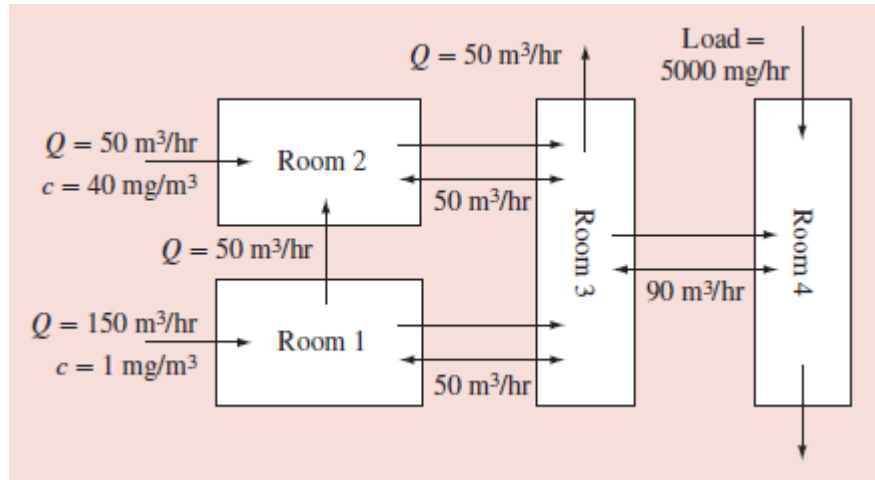 Q = 50 m³/hr
Load =
5000 mg/hr
Q = 50 m³/hr
c = 40 mg/m³
Room 2
50 m³/hr
Q = 50 m³/hr
Room 3
90 m³/hr
Room 4
Q = 150 m³/hr
c = 1 mg/m³
Room 1
50 m³/hr